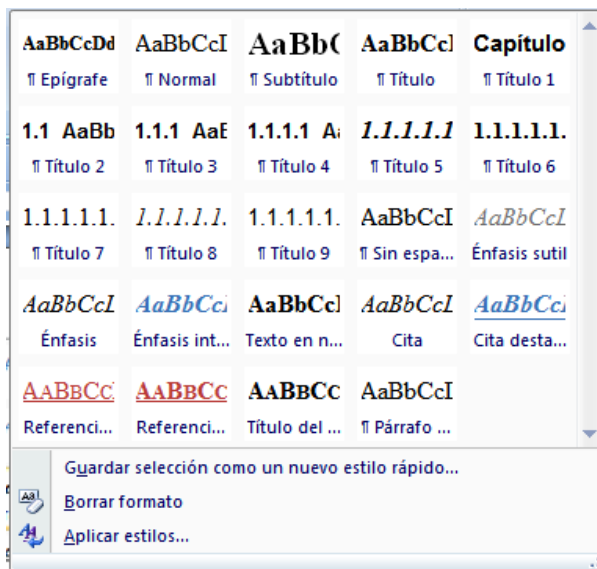 AaBbCcDd AaBbCcI AaBb( AaBbCcl Capítulo
¶ Epígrafe ¶ Normal ¶ Subtítulo ¶ Título ¶ Título 1
1.1 AaBb 1.1.1 AaE 1.1.1.1 Aa 1.1.1.1.1 1.1.1.1.1.
¶ Título 2 ¶ Título 3 ¶ Título 4 ¶ Título 5 ¶ Título 6
1.1.1.1.1. 1.1.1.1.1. 1.1.1.1.1. AaBbCcI AaBbCcI
¶ Título 7 ¶ Título 8 ¶ Título 9 ¶ Sin espa... Énfasis sutil
AaBbCcI AaBbCcl AaBbCcl AaBbCcI AaBbCcl
Énfasis Énfasis int... Texto en n... Cita Cita desta...
AABBCC AABBCC AABBCC AaBbCcI
Referenci... Referenci... Título del ... ¶ Párrafo ...
Guardar selección como un nuevo estilo rápido...
Borrar formato
Aplicar estilos...